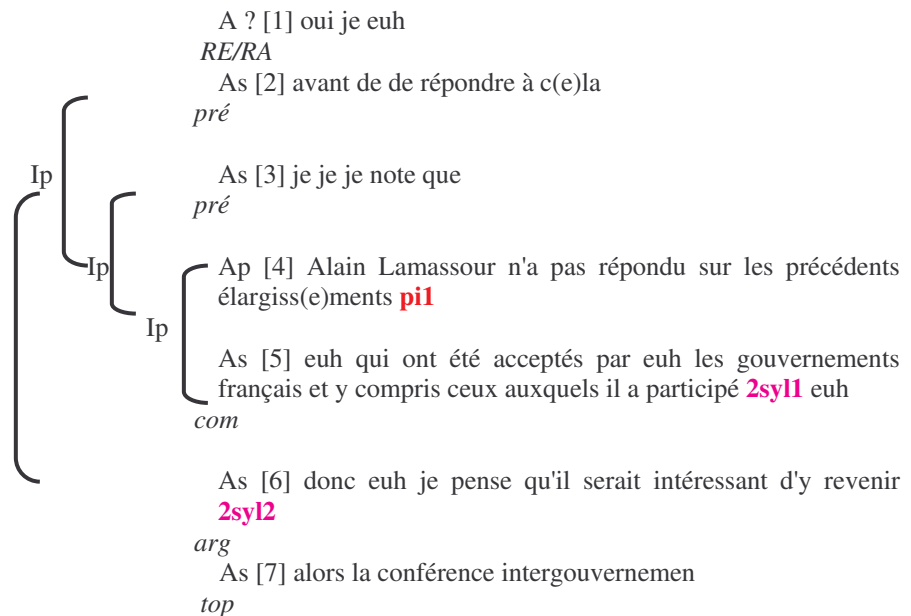 A ? [1] oui je euh
RE/RA
As [2] avant de de répondre à c(e)la
pré
Ip
As [3] je je je note que
pré
Ip
Ap [4] Alain Lamassour n'a pas répondu sur les précédents
élargiss(e)ments pi1
Ip
As [5] euh qui ont été acceptés par euh les gouvernements
français et y compris ceux auxquels il a participé 2syl1 euh
com
As [6] donc euh je pense qu'il serait intéressant d'y revenir
2syl2
arg
As [7] alors la conférence intergouvernemen
top